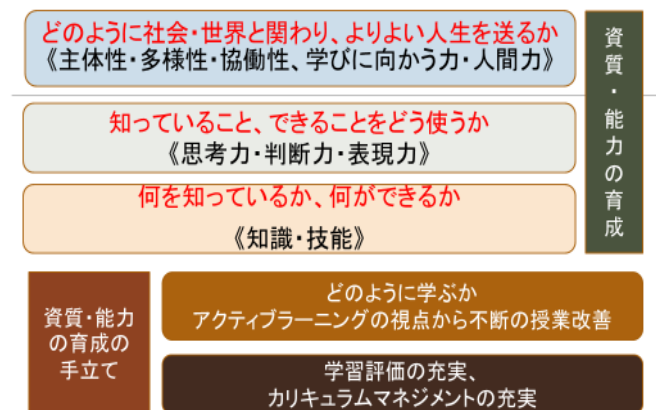 どのように社会・世界と関わり、よりよい人生を送るか
《主体性・多様性・協働性、学びに向かう力・人間力》
知っていること、できることをどう使うか
《思考力・判断力・表現力》
何を知っているか、何ができるか
《知識・技能》
資質・能力の育成
資質・能力
の育成の
手立て
どのように学ぶか
アクティブラーニングの視点から不断の授業改善
学習評価の充実、
カリキュラムマネジメントの充実